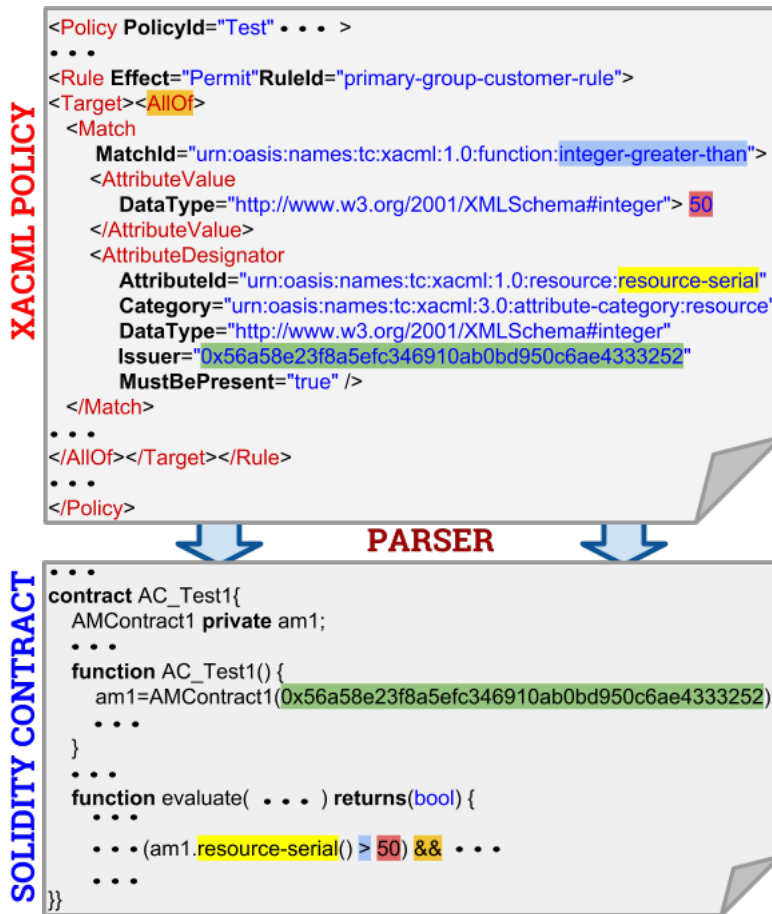 XACML POLICY
<Policy PolicyId="Test" • • • >
• • •
<Rule Effect="Permit"RuleId="primary-group-customer-rule">
<Target><AllOf>
<Match
MatchId="urn:oasis:names:tc:xacml:1.0:function:integer-greater-than">
<AttributeValue
DataType="http://www.w3.org/2001/XMLSchema#integer"> 50
</AttributeValue>
<AttributeDesignator
AttributeId="urn:oasis:names:tc:xacml:1.0:resource:resource-serial"
Category="urn:oasis:names:tc:xacml:3.0:attribute-category:resource"
DataType="http://www.w3.org/2001/XMLSchema#integer"
Issuer="0x56a58e23f8a5efc346910ab0bd950c6ae4333252"
MustBePresent="true" />
</Match>
• • •
</AllOf></Target></Rule>
• • •
</Policy>
PARSER
SOLIDITY CONTRACT
• • •
contract AC_Test1{
AMContract1 private am1;
• • •
function AC_Test1() {
am1=AMContract1(0x56a58e23f8a5efc346910ab0bd950c6ae4333252)
• • •
}
• • •
function evaluate( • • • ) returns(bool) {
• • •
• • • (am1.resource-serial() > 50) && • • •
• • •
}}